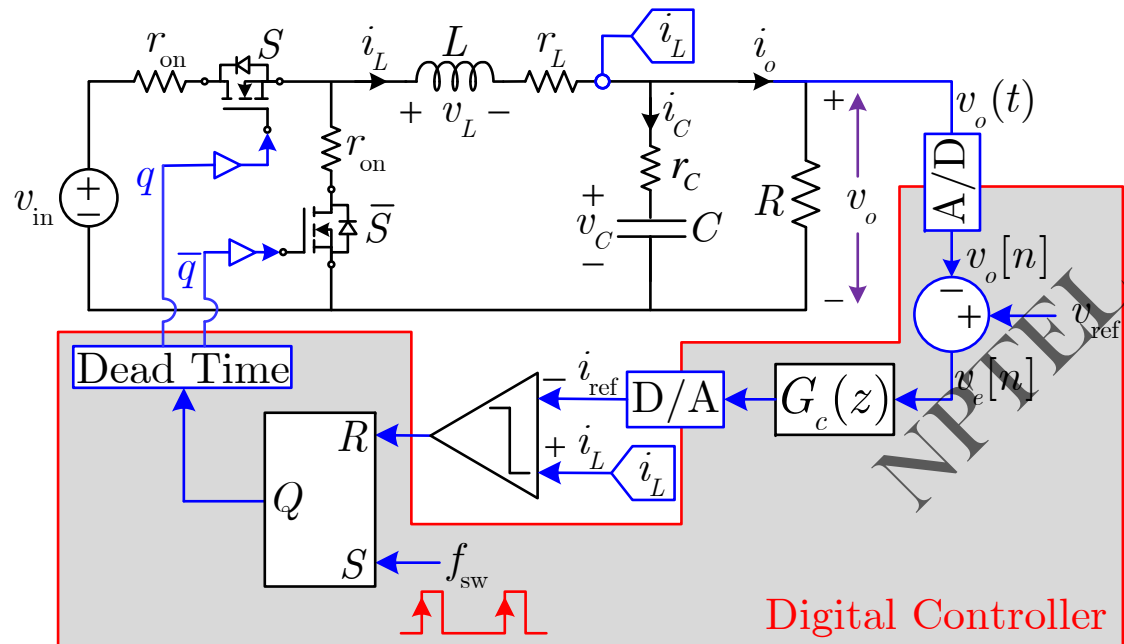 r_on
S
i_L
L
r_L
i_L
i_o
+ v_L −
v_o(t)
i_C
+
r_on
r_C
A/D
q
v_in
+
−
S̅
+
v_C
−
C
R
v_o
q̅
v_o[n]
−
−
+
v_ref
Dead Time
−
i_ref
D/A
G_c(z)
v_e[n]
R
+
i_L
i_L
Q
S
f_sw
NPTEL
Digital Controller